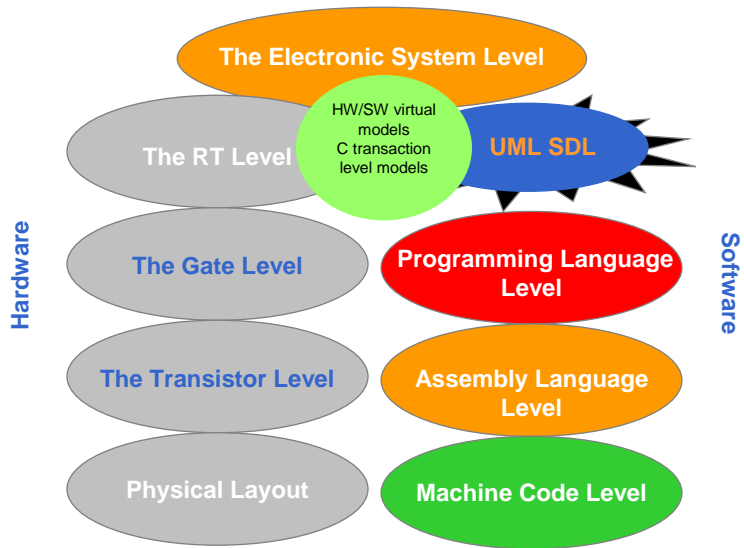 The Electronic System Level
HW/SW virtual
models
C transaction
level models
The RT Level
UML SDL
Hardware
The Gate Level
Programming Language
Level
Software
The Transistor Level
Assembly Language
Level
Physical Layout
Machine Code Level